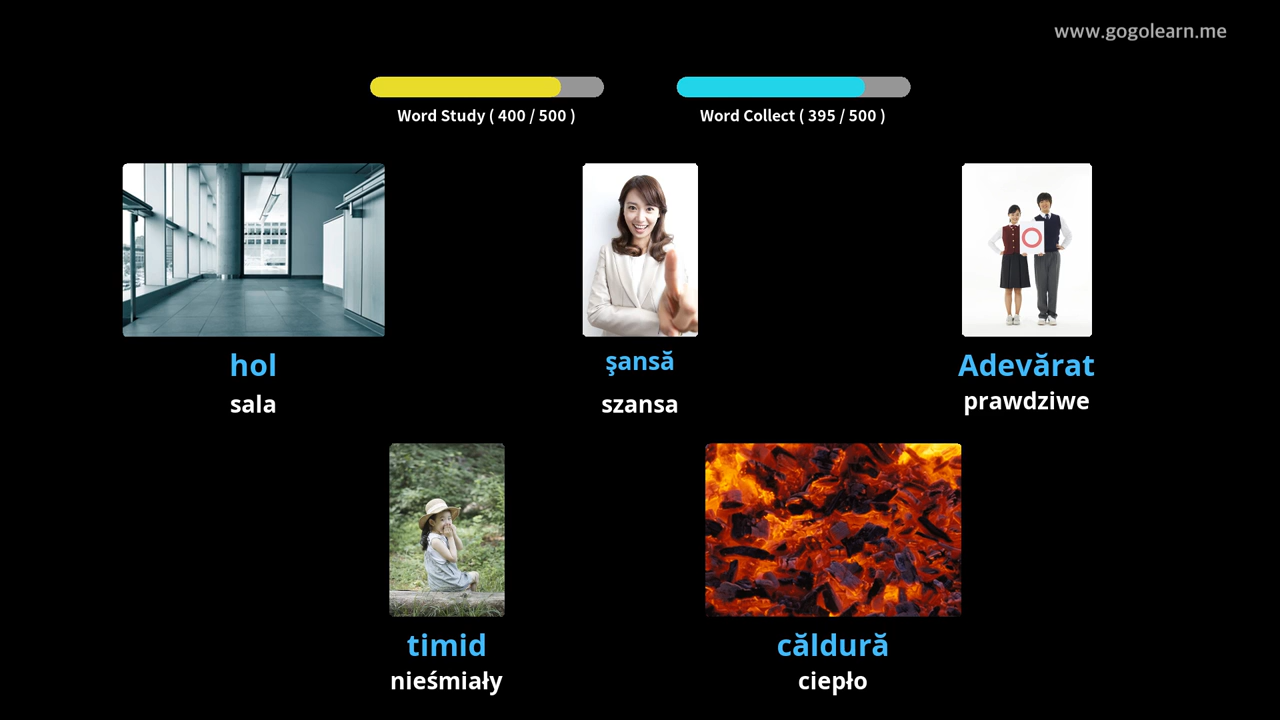 www.gogolearn.me
Word Study ( 400 / 500 )
Word Collect ( 395 / 500 )
hol
sala
şansă
szansa
Adevărat
prawdziwe
timid
nieśmiały
căldură
ciepło